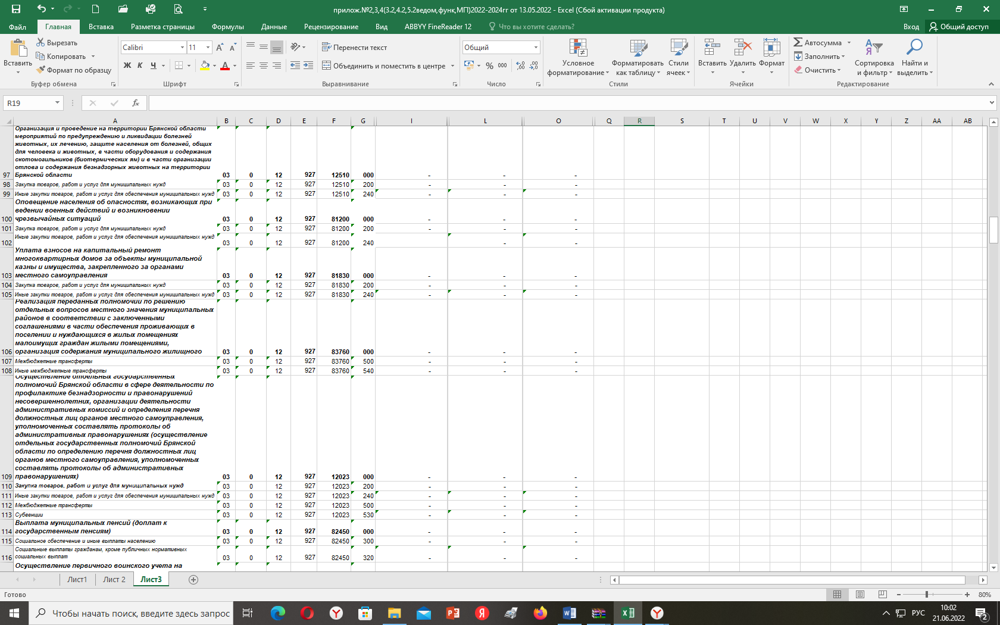 прилож.№2,3,4(3.2,4.2,5.2ведом,функ,МП)2022-2024гг от 13.05.2022 - Excel (Сбой активации продукта)
Файл Главная Вставка Разметка страницы Формулы Данные Рецензирование Вид ABBYY FineReader 12 Что вы хотите сделать? Вход Общий доступ
Вставить
Вырезать
Копировать
Формат по образцу
Буфер обмена
Calibri 11
Ж К Ч
Шрифт
Перенести текст
Объединить и поместить в центре
Выравнивание
Общий
% 000
Число
Условное форматирование
Форматировать как таблицу
Стили ячеек
Стили
Вставить Удалить Формат
Ячейки
Автосумма
Заполнить
Очистить
Сортировка и фильтр
Найти и выделить
Редактирование
R19 fx
A B C D E F G I L O Q R S T U V W X Y Z AA AB
Организация и проведение на территории Брянской области
мероприятий по предупреждению и ликвидации болезней
животных, их лечению, защите населения от болезней, общих
для человека и животных, в части оборудования и содержания
скотомогильников (биотермических ям) и в части организации
отлова и содержания безнадзорных животных на территории
97 Брянской области 03 0 12 927 12510 000 - - -
98 Закупка товаров, работ и услуг для муниципальных нужд 03 0 12 927 12510 200 - - -
99 Иные закупки товаров, работ и услуг для обеспечения муниципальных нужд 03 0 12 927 12510 240 - - -
Оповещение населения об опасностях, возникающих при
ведении военных действий и возникновении
100 чрезвычайных ситуаций 03 0 12 927 81200 000 - - -
101 Закупка товаров, работ и услуг для муниципальных нужд 03 0 12 927 81200 200 - - -
Иные закупки товаров, работ и услуг для обеспечения муниципальных нужд
102 03 0 12 927 81200 240 - -
Уплата взносов на капитальный ремонт
многоквартирных домов за объекты муниципальной
казны и имущества, закрепленного за органами
103 местного самоуправления 03 0 12 927 81830 000 - - -
104 Закупка товаров, работ и услуг для муниципальных нужд 03 0 12 927 81830 200 - - -
105 Иные закупки товаров, работ и услуг для обеспечения муниципальных нужд 03 0 12 927 81830 240 - - -
Реализация переданных полномочий по решению
отдельных вопросов местного значения муниципальных
районов в соответствии с заключенными
соглашениями в части обеспечения проживающих в
поселении и нуждающихся в жилых помещениях
малоимущих граждан жилыми помещениями,
106 организация содержания муниципального жилищного 03 0 12 927 83760 000 - - -
107 Межбюджетные трансферты 03 0 12 927 83760 500 - - -
108 Иные межбюджетные трансферты 03 0 12 927 83760 540 - - -
Осуществление отдельных государственных
полномочий Брянской области в сфере деятельности по
профилактике безнадзорности и правонарушений
несовершеннолетних, организации деятельности
административных комиссий и определения перечня
должностных лиц органов местного самоуправления,
уполномоченных составлять протоколы об
административных правонарушениях (осуществление
отдельных государственных полномочий Брянской
области по определению перечня должностных лиц
органов местного самоуправления, уполномоченных
составлять протоколы об административных
109 правонарушениях) 03 0 12 927 12023 000 - - -
110 Закупка товаров, работ и услуг для муниципальных нужд 03 0 12 927 12023 200 - - -
111 Иные закупки товаров, работ и услуг для обеспечения муниципальных нужд 03 0 12 927 12023 240 - - -
112 Межбюджетные трансферты 03 0 12 927 12023 500 - - -
113 Субвенции 03 0 12 927 12023 530 - - -
Выплата муниципальных пенсий (доплат к
114 государственным пенсиям) 03 0 12 927 82450 000 - - -
115 Социальное обеспечение и иные выплаты населению 03 0 12 927 82450 300 - - -
Социальные выплаты гражданам, кроме публичных нормативных
116 социальных выплат 03 0 12 927 82450 320 - - -
Осуществление первичного воинского учета на
Лист1 Лист 2 Лист3
Готово 80%
Чтобы начать поиск, введите здесь запрос
РУС 10:02
21.06.2022 2